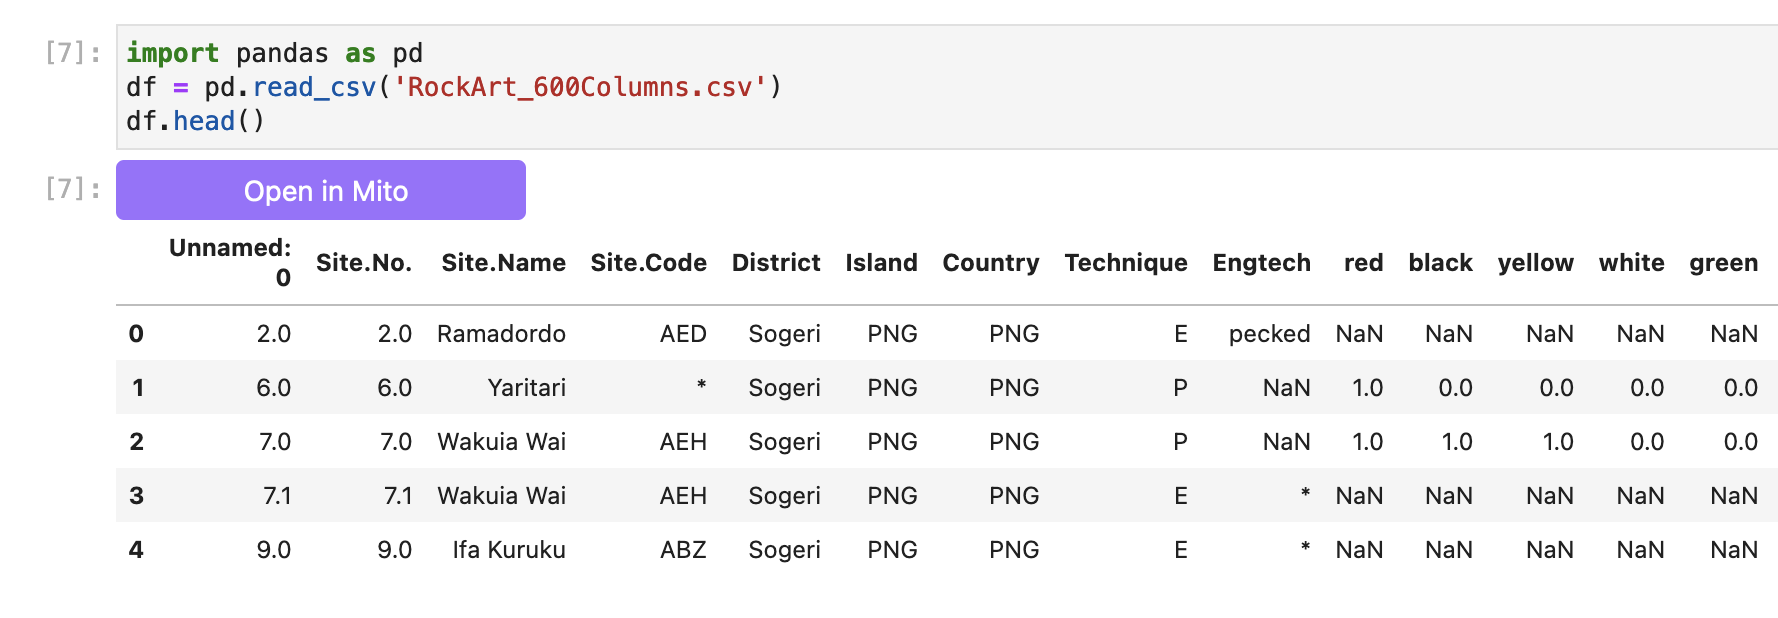 [7]: import pandas as pd
df = pd.read_csv('RockArt_600Columns.csv')
df.head()
[7]: Open in Mito
Unnamed: 0 Site.No. Site.Name Site.Code District Island Country Technique Engtech red black yellow white green
0 2.0 2.0 Ramadordo AED Sogeri PNG PNG E pecked NaN NaN NaN NaN NaN
1 6.0 6.0 Yaritari * Sogeri PNG PNG P NaN 1.0 0.0 0.0 0.0 0.0
2 7.0 7.0 Wakuia Wai AEH Sogeri PNG PNG P NaN 1.0 1.0 1.0 0.0 0.0
3 7.1 7.1 Wakuia Wai AEH Sogeri PNG PNG E * NaN NaN NaN NaN NaN
4 9.0 9.0 Ifa Kuruku ABZ Sogeri PNG PNG E * NaN NaN NaN NaN NaN